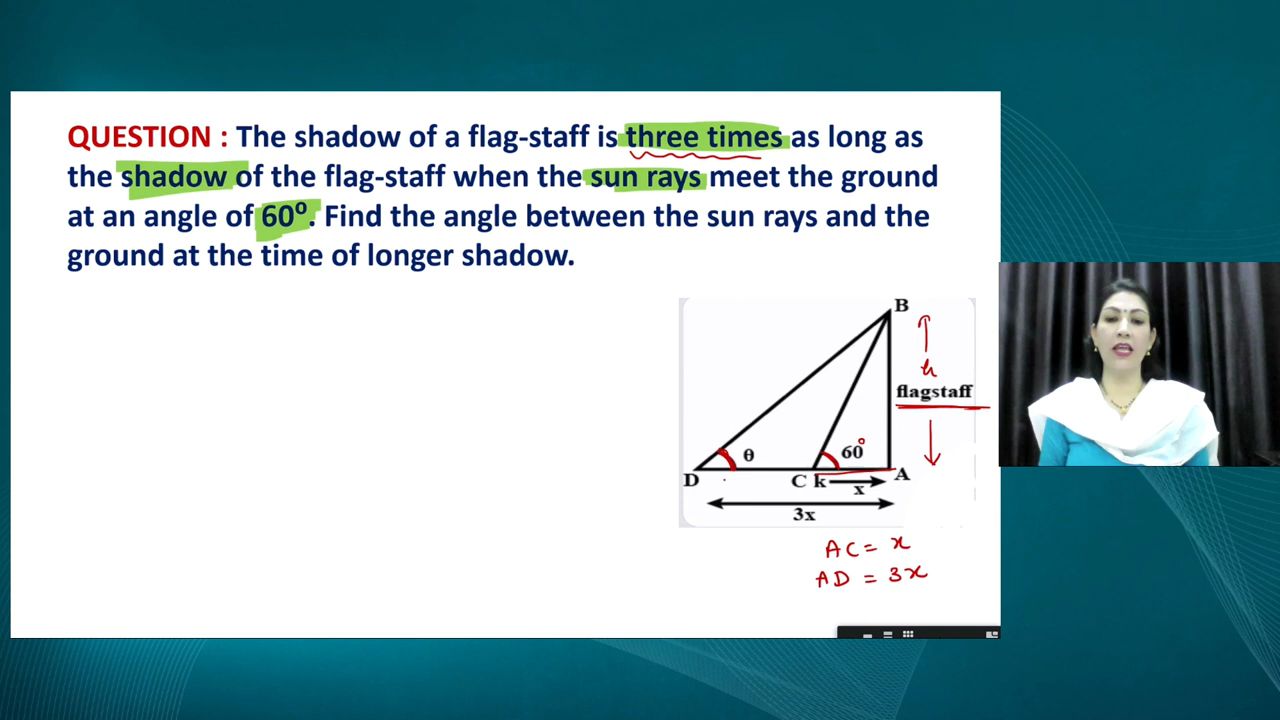 QUESTION : The shadow of a flag-staff is three times as long as
the shadow of the flag-staff when the sun rays meet the ground
at an angle of 60⁰. Find the angle between the sun rays and the
ground at the time of longer shadow.
B
h
flagstaff
60°
θ
D
C k
x
A
3x
AC = x
AD = 3x